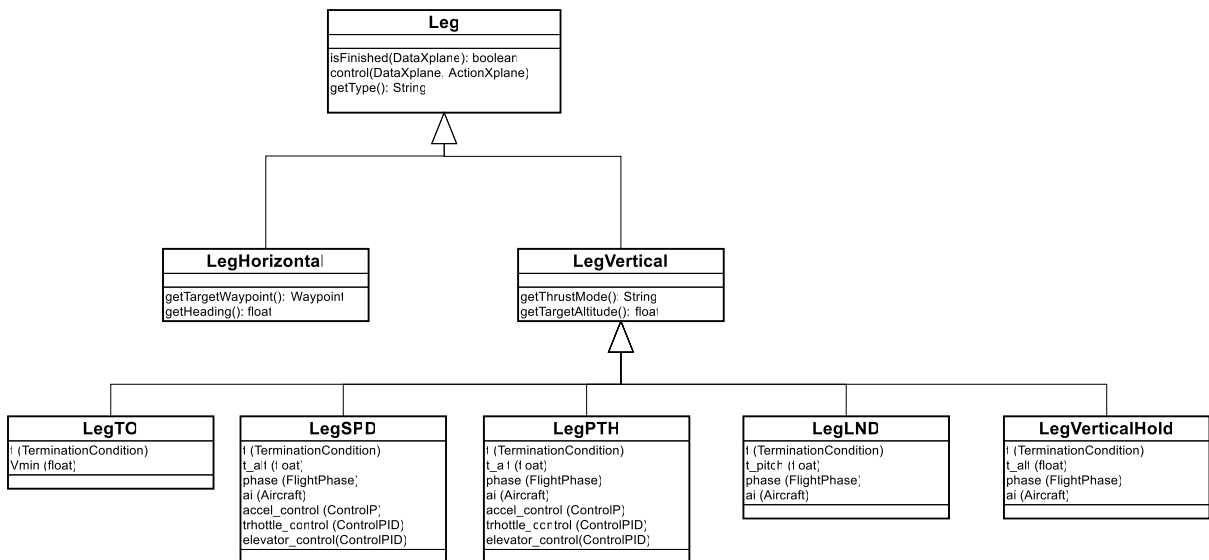 Leg
isFinished(DataXplane): boolean
control(DataXplane, ActionXplane)
getType(): String
LegHorizontal
getTargetWaypoint(): Waypoint
getHeading(): float
LegVertical
getThrustMode(): String
getTargetAltitude(): float
LegTO
t (TerminationCondition)
Vmin (float)
LegSPD
t (TerminationCondition)
t_alt (float)
phase (FlightPhase)
ai (Aircraft)
accel_control (ControlP)
trhottle_control (ControlPID)
elevator_control(ControlPID)
LegPTH
t (TerminationCondition)
t_alt (float)
phase (FlightPhase)
ai (Aircraft)
accel_control (ControlP)
trhottle_control (ControlPID)
elevator_control(ControlPID)
LegLND
t (TerminationCondition)
t_pitch (float)
phase (FlightPhase)
ai (Aircraft)
LegVerticalHold
t (TerminationCondition)
t_alt (float)
phase (FlightPhase)
ai (Aircraft)